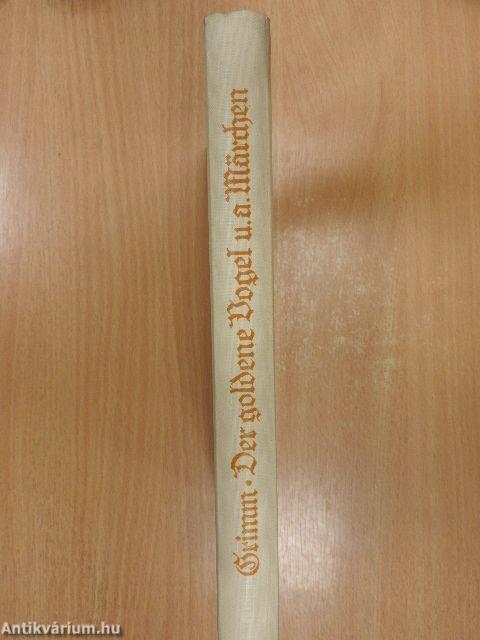 Grimm · Der goldene Vogel u. a. Märchen
Antikvárium.hu